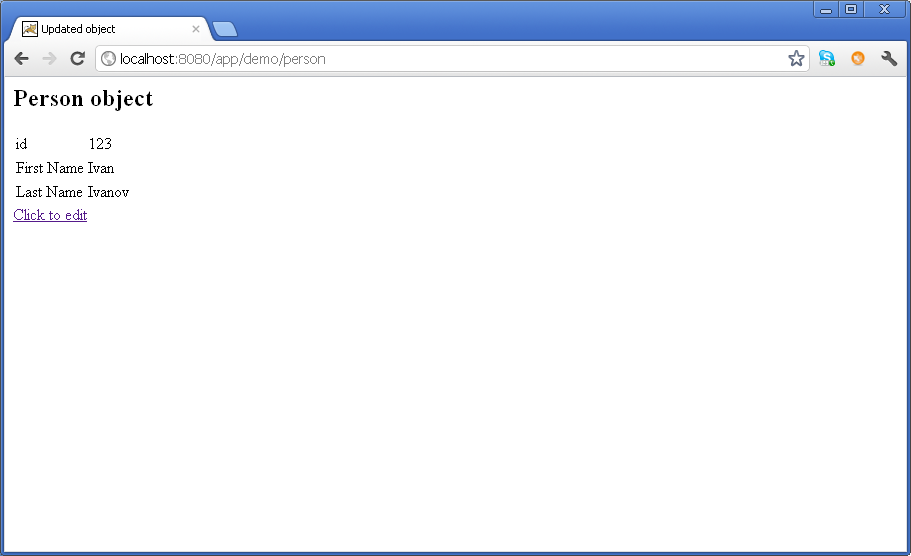 Updated object
localhost:8080/app/demo/person
Person object
id 123
First Name Ivan
Last Name Ivanov
Click to edit